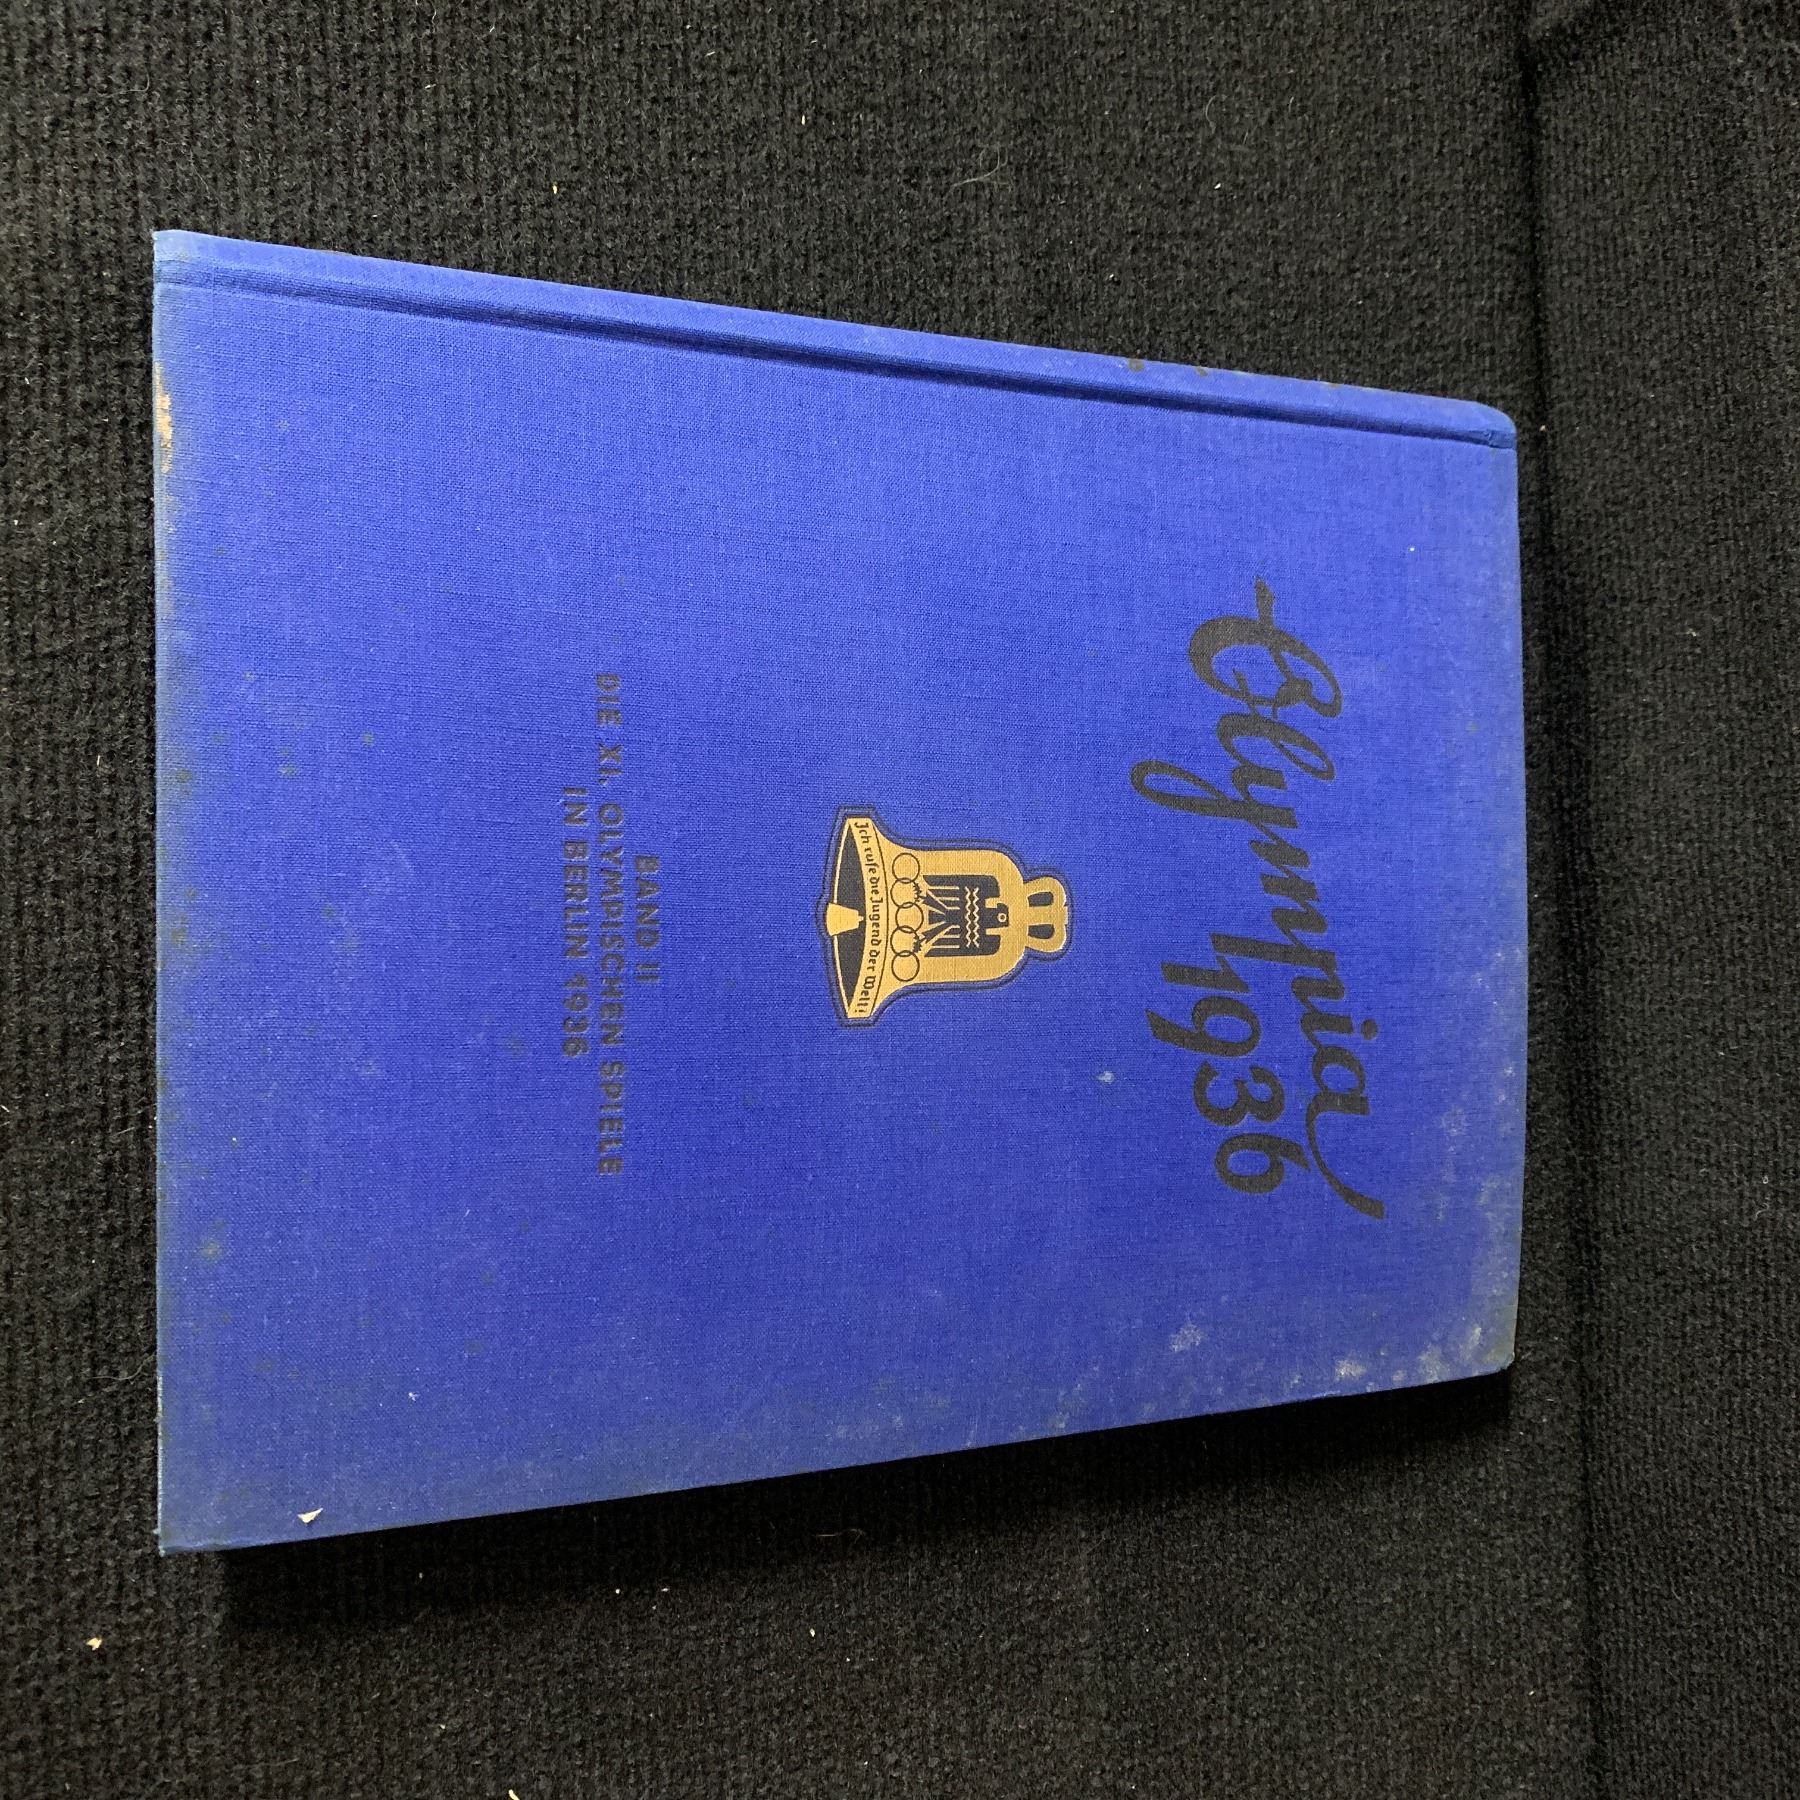 Olympia
1936
Ich rufe die Jugend der Welt!
BAND II
DIE XI. OLYMPISCHEN SPIELE
IN BERLIN 1936